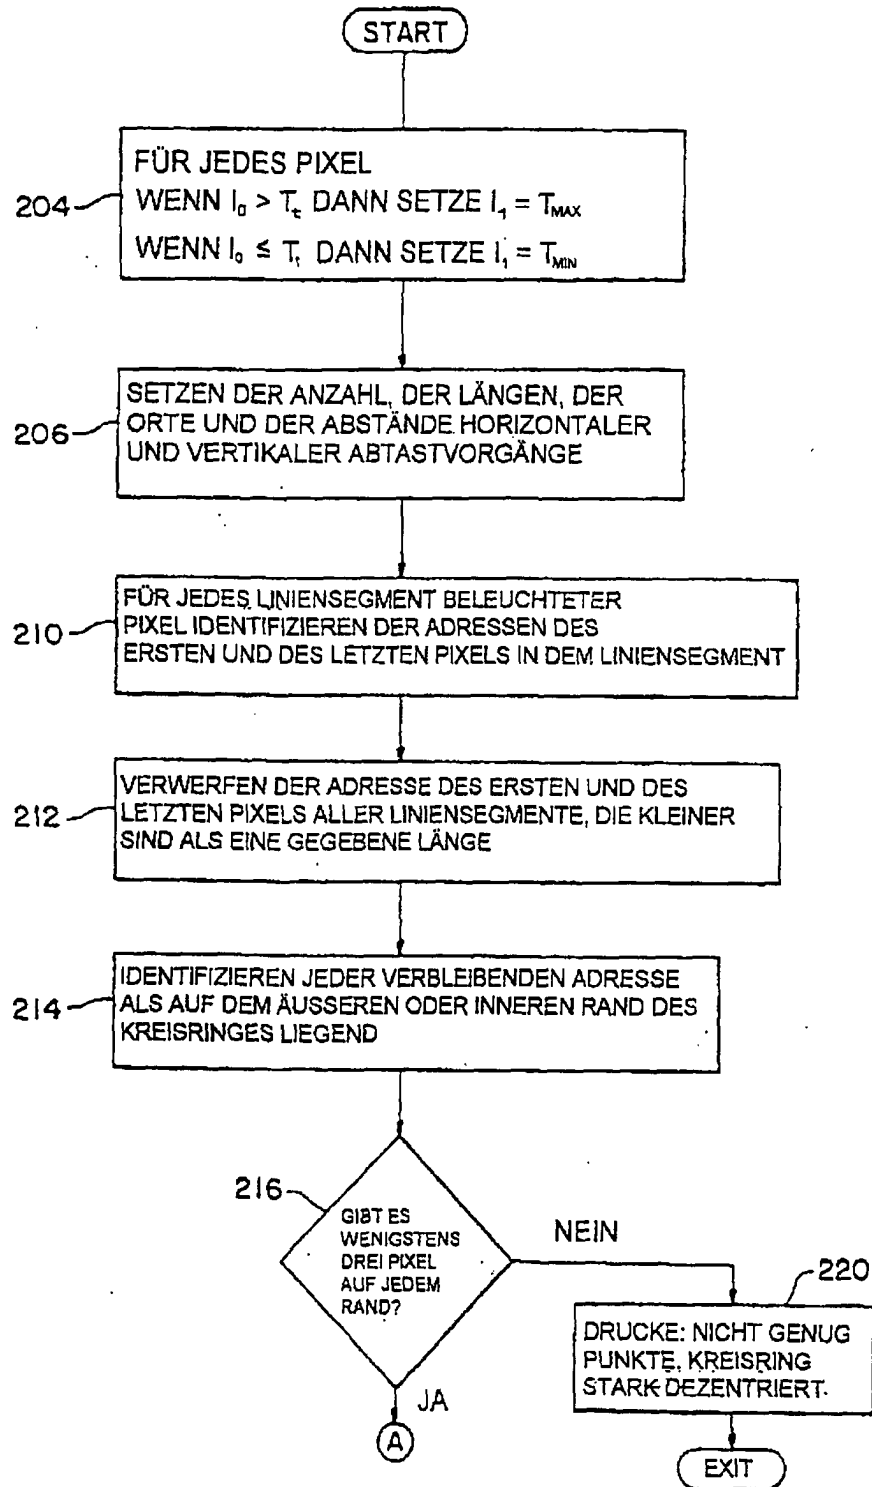 START
204
FÜR JEDES PIXEL
WENN I₀ > Tₜ DANN SETZE I₁ = T_MAX
WENN I₀ ≤ Tₜ DANN SETZE I₁ = T_MIN
206
SETZEN DER ANZAHL, DER LÄNGEN, DER
ORTE UND DER ABSTÄNDE HORIZONTALER
UND VERTIKALER ABTASTVORGÄNGE
210
FÜR JEDES LINIENSEGMENT BELEUCHTETER
PIXEL IDENTIFIZIEREN DER ADRESSEN DES
ERSTEN UND DES LETZTEN PIXELS IN DEM LINIENSEGMENT
212
VERWERFEN DER ADRESSE DES ERSTEN UND DES
LETZTEN PIXELS ALLER LINIENSEGMENTE, DIE KLEINER
SIND ALS EINE GEGEBENE LÄNGE
214
IDENTIFIZIEREN JEDER VERBLEIBENDEN ADRESSE
ALS AUF DEM ÄUSSEREN ODER INNEREN RAND DES
KREISRINGES LIEGEND
216
GIBT ES
WENIGSTENS
DREI PIXEL
AUF JEDEM
RAND?
NEIN
220
DRUCKE: NICHT GENUG
PUNKTE, KREISRING
STARK DEZENTRIERT.
JA
A
EXIT